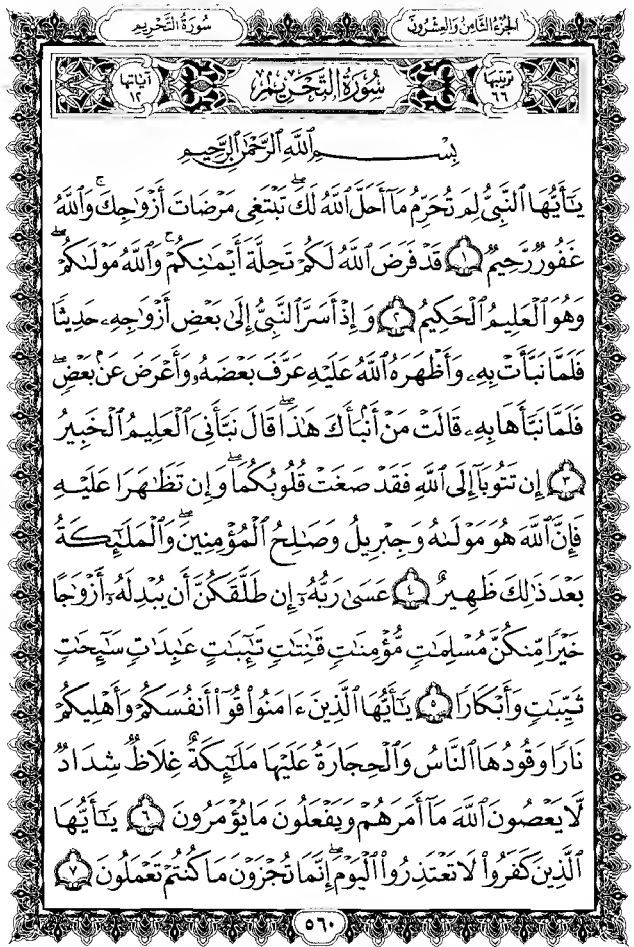 سُورَةُ التَّحْرِيمِ
الجُزْءُ الثَّامِنُ وَالعِشْرُونَ
ترتيبها ٦٦
سُورَةُ التَّحْرِيمِ
آياتها ١٢
بِسْمِ ٱللَّهِ ٱلرَّحْمَٰنِ ٱلرَّحِيمِ
يَٰٓأَيُّهَا ٱلنَّبِىُّ لِمَ تُحَرِّمُ مَآ أَحَلَّ ٱللَّهُ لَكَ ۖ تَبْتَغِى مَرْضَاتَ أَزْوَٰجِكَ ۚ وَٱللَّهُ
غَفُورٌ رَّحِيمٌ ١ قَدْ فَرَضَ ٱللَّهُ لَكُمْ تَحِلَّةَ أَيْمَٰنِكُمْ ۚ وَٱللَّهُ مَوْلَىٰكُمْ ۖ
وَهُوَ ٱلْعَلِيمُ ٱلْحَكِيمُ ٢ وَإِذْ أَسَرَّ ٱلنَّبِىُّ إِلَىٰ بَعْضِ أَزْوَٰجِهِۦ حَدِيثًا
فَلَمَّا نَبَّأَتْ بِهِۦ وَأَظْهَرَهُ ٱللَّهُ عَلَيْهِ عَرَّفَ بَعْضَهُۥ وَأَعْرَضَ عَنۢ بَعْضٍ ۖ
فَلَمَّا نَبَّأَهَا بِهِۦ قَالَتْ مَنْ أَنۢبَأَكَ هَٰذَا ۖ قَالَ نَبَّأَنِىَ ٱلْعَلِيمُ ٱلْخَبِيرُ
٣ إِن تَتُوبَآ إِلَى ٱللَّهِ فَقَدْ صَغَتْ قُلُوبُكُمَا ۖ وَإِن تَظَٰهَرَا عَلَيْهِ
فَإِنَّ ٱللَّهَ هُوَ مَوْلَىٰهُ وَجِبْرِيلُ وَصَٰلِحُ ٱلْمُؤْمِنِينَ ۖ وَٱلْمَلَٰٓئِكَةُ
بَعْدَ ذَٰلِكَ ظَهِيرٌ ٤ عَسَىٰ رَبُّهُۥٓ إِن طَلَّقَكُنَّ أَن يُبْدِلَهُۥٓ أَزْوَٰجًا
خَيْرًا مِّنكُنَّ مُسْلِمَٰتٍ مُّؤْمِنَٰتٍ قَٰنِتَٰتٍ تَٰٓئِبَٰتٍ عَٰبِدَٰتٍ سَٰٓئِحَٰتٍ
ثَيِّبَٰتٍ وَأَبْكَارًا ٥ يَٰٓأَيُّهَا ٱلَّذِينَ ءَامَنُوا۟ قُوٓا۟ أَنفُسَكُمْ وَأَهْلِيكُمْ
نَارًا وَقُودُهَا ٱلنَّاسُ وَٱلْحِجَارَةُ عَلَيْهَا مَلَٰٓئِكَةٌ غِلَاظٌ شِدَادٌ
لَّا يَعْصُونَ ٱللَّهَ مَآ أَمَرَهُمْ وَيَفْعَلُونَ مَا يُؤْمَرُونَ ٦ يَٰٓأَيُّهَا
ٱلَّذِينَ كَفَرُوا۟ لَا تَعْتَذِرُوا۟ ٱلْيَوْمَ ۖ إِنَّمَا تُجْزَوْنَ مَا كُنتُمْ تَعْمَلُونَ ٧
٥٦٠